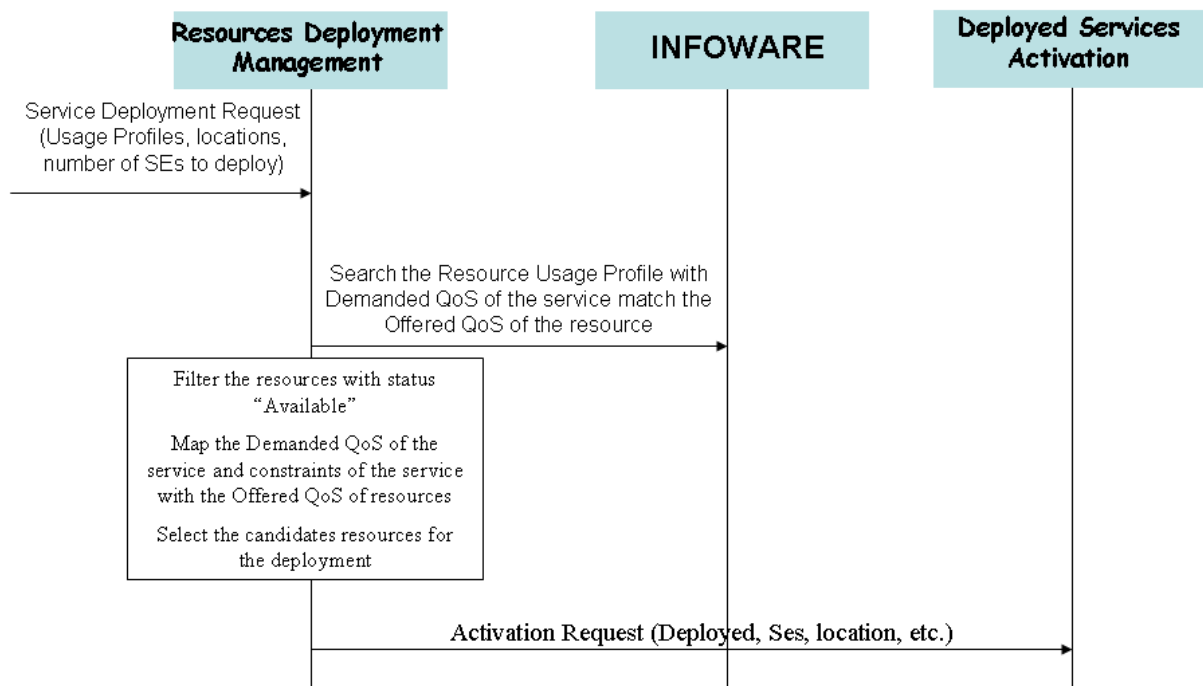 Resources Deployment
Management
INFOWARE
Deployed Services
Activation
Service Deployment Request
(Usage Profiles, locations,
number of SEs to deploy)
Search the Resource Usage Profile with
Demanded QoS of the service match the
Offered QoS of the resource
Filter the resources with status
“Available”
Map the Demanded QoS of the
service and constraints of the service
with the Offered QoS of resources
Select the candidates resources for
the deployment
Activation Request (Deployed, Ses, location, etc.)